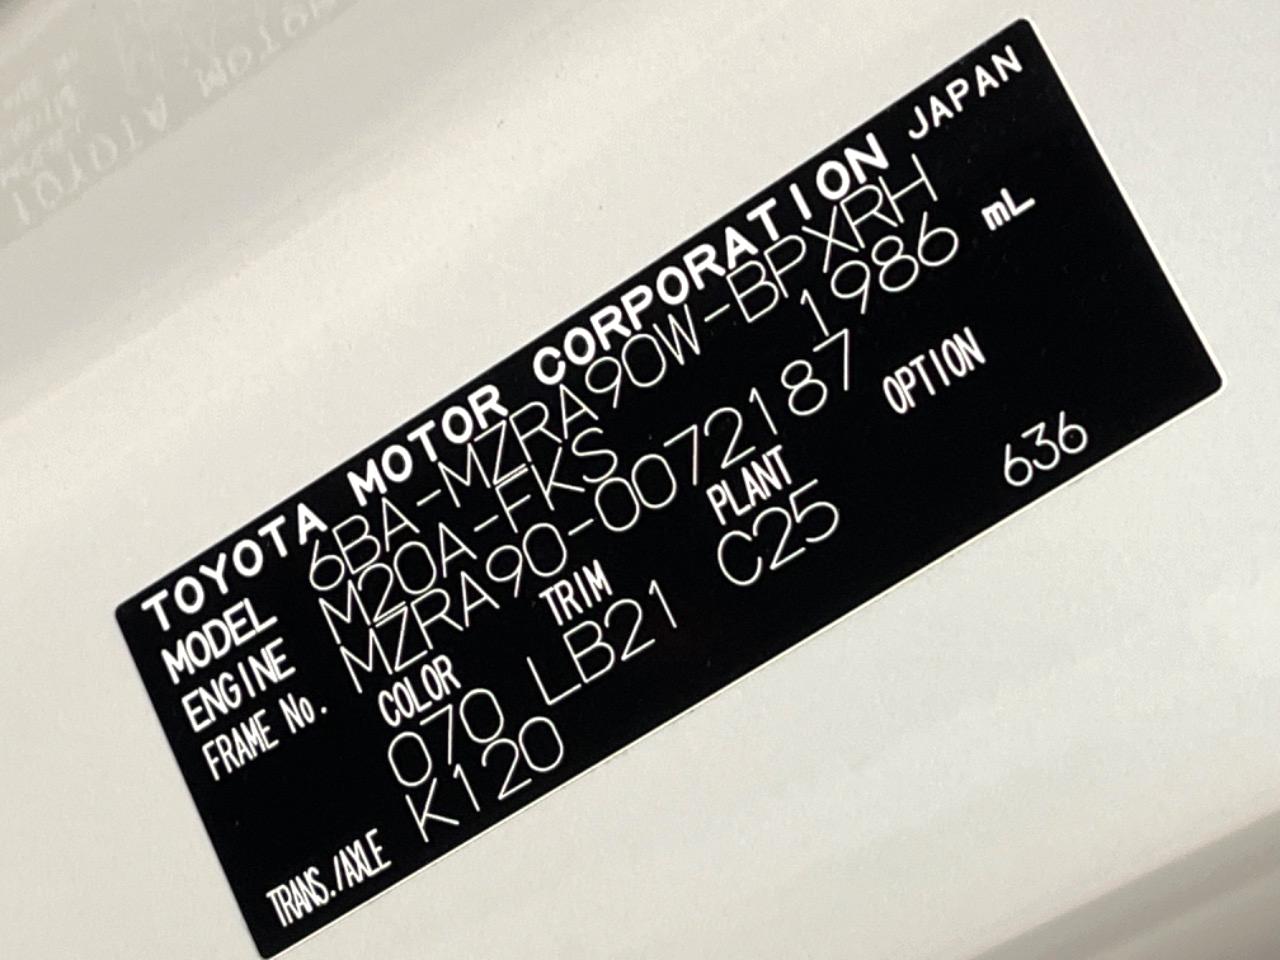 TOYOTA MOTOR CORPORATION JAPAN
MODEL 6BA-MZRA90W-BPXRH
ENGINE M20A-FKS 1986 mL
FRAME No. MZRA90-0072187
COLOR TRIM PLANT OPTION
070 LB21 C25 636
TRANS./AXLE K120